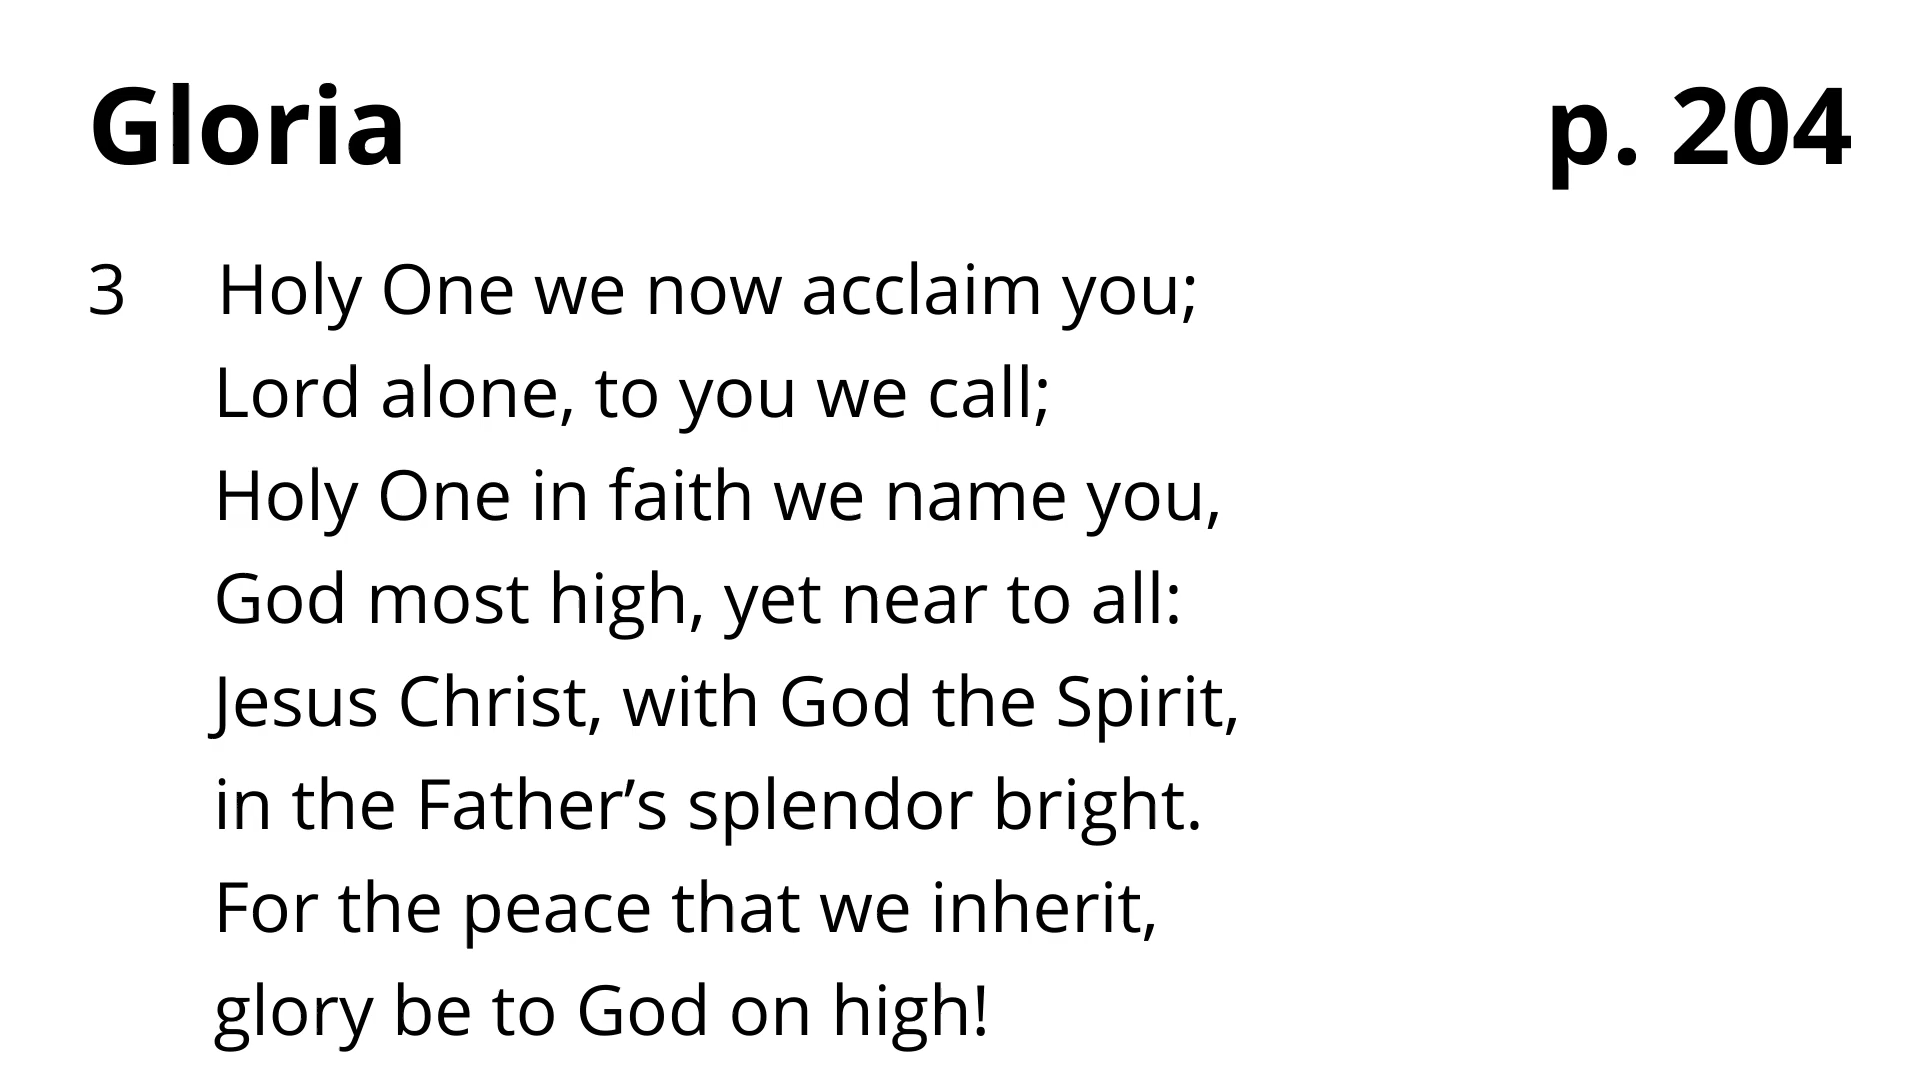 Gloria p. 204
3 Holy One we now acclaim you;
Lord alone, to you we call;
Holy One in faith we name you,
God most high, yet near to all:
Jesus Christ, with God the Spirit,
in the Father’s splendor bright.
For the peace that we inherit,
glory be to God on high!